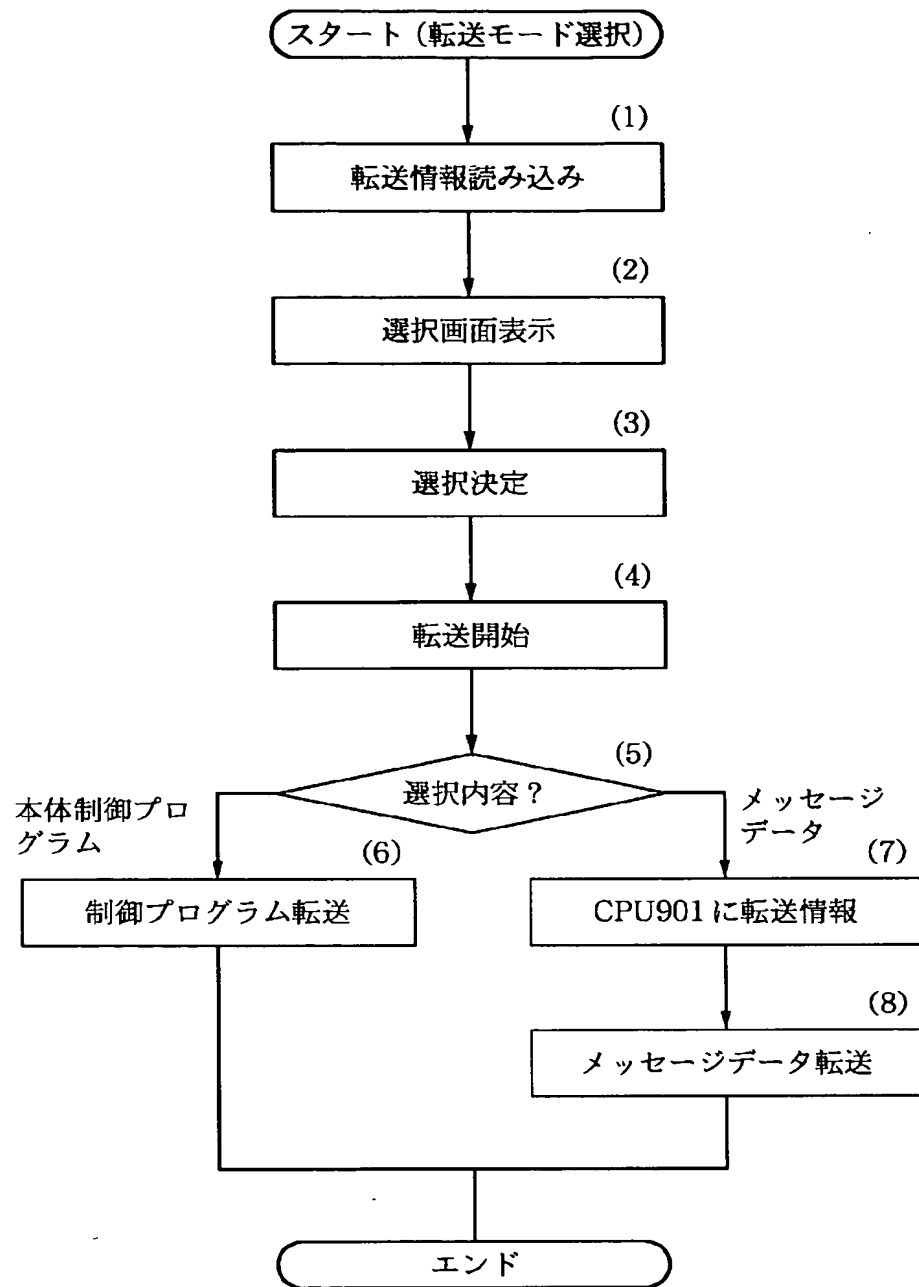 スタート (転送モード選択)
(1)
転送情報読み込み
(2)
選択画面表示
(3)
選択決定
(4)
転送開始
(5)
選択内容？
本体制御プロ
グラム
メッセージ
データ
(6)
制御プログラム転送
(7)
CPU901に転送情報
(8)
メッセージデータ転送
エンド